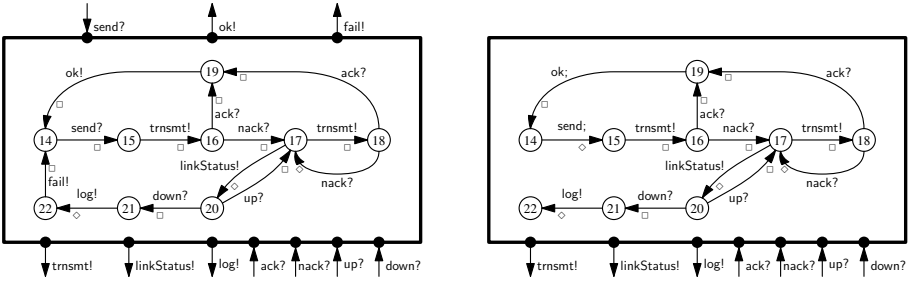 send? ok! fail!
ok! 19 ack? ok; 19 ack?
□ □ □ □
□ ack? □ ack?
send? trnsmt! nack? trnsmt! send; trnsmt! nack? trnsmt!
14 15 16 17 18 14 15 16 17 18
□ □ □ □ ◇ □ □ □
linkStatus! □ ◇ linkStatus! □ ◇
□ fail! ◇ nack? ◇ nack?
log! down? up? log! down? up?
22 21 20 22 21 20
◇ □ ◇ □
trnsmt! linkStatus! log! ack? nack? up? down? trnsmt! linkStatus! log! ack? nack? up? down?